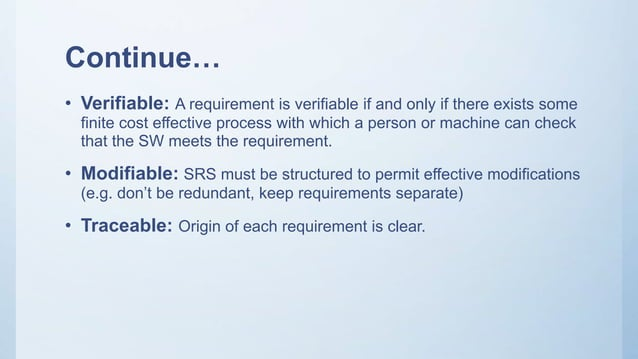 Continue…
• Verifiable: A requirement is verifiable if and only if there exists some
finite cost effective process with which a person or machine can check
that the SW meets the requirement.
• Modifiable: SRS must be structured to permit effective modifications
(e.g. don’t be redundant, keep requirements separate)
• Traceable: Origin of each requirement is clear.